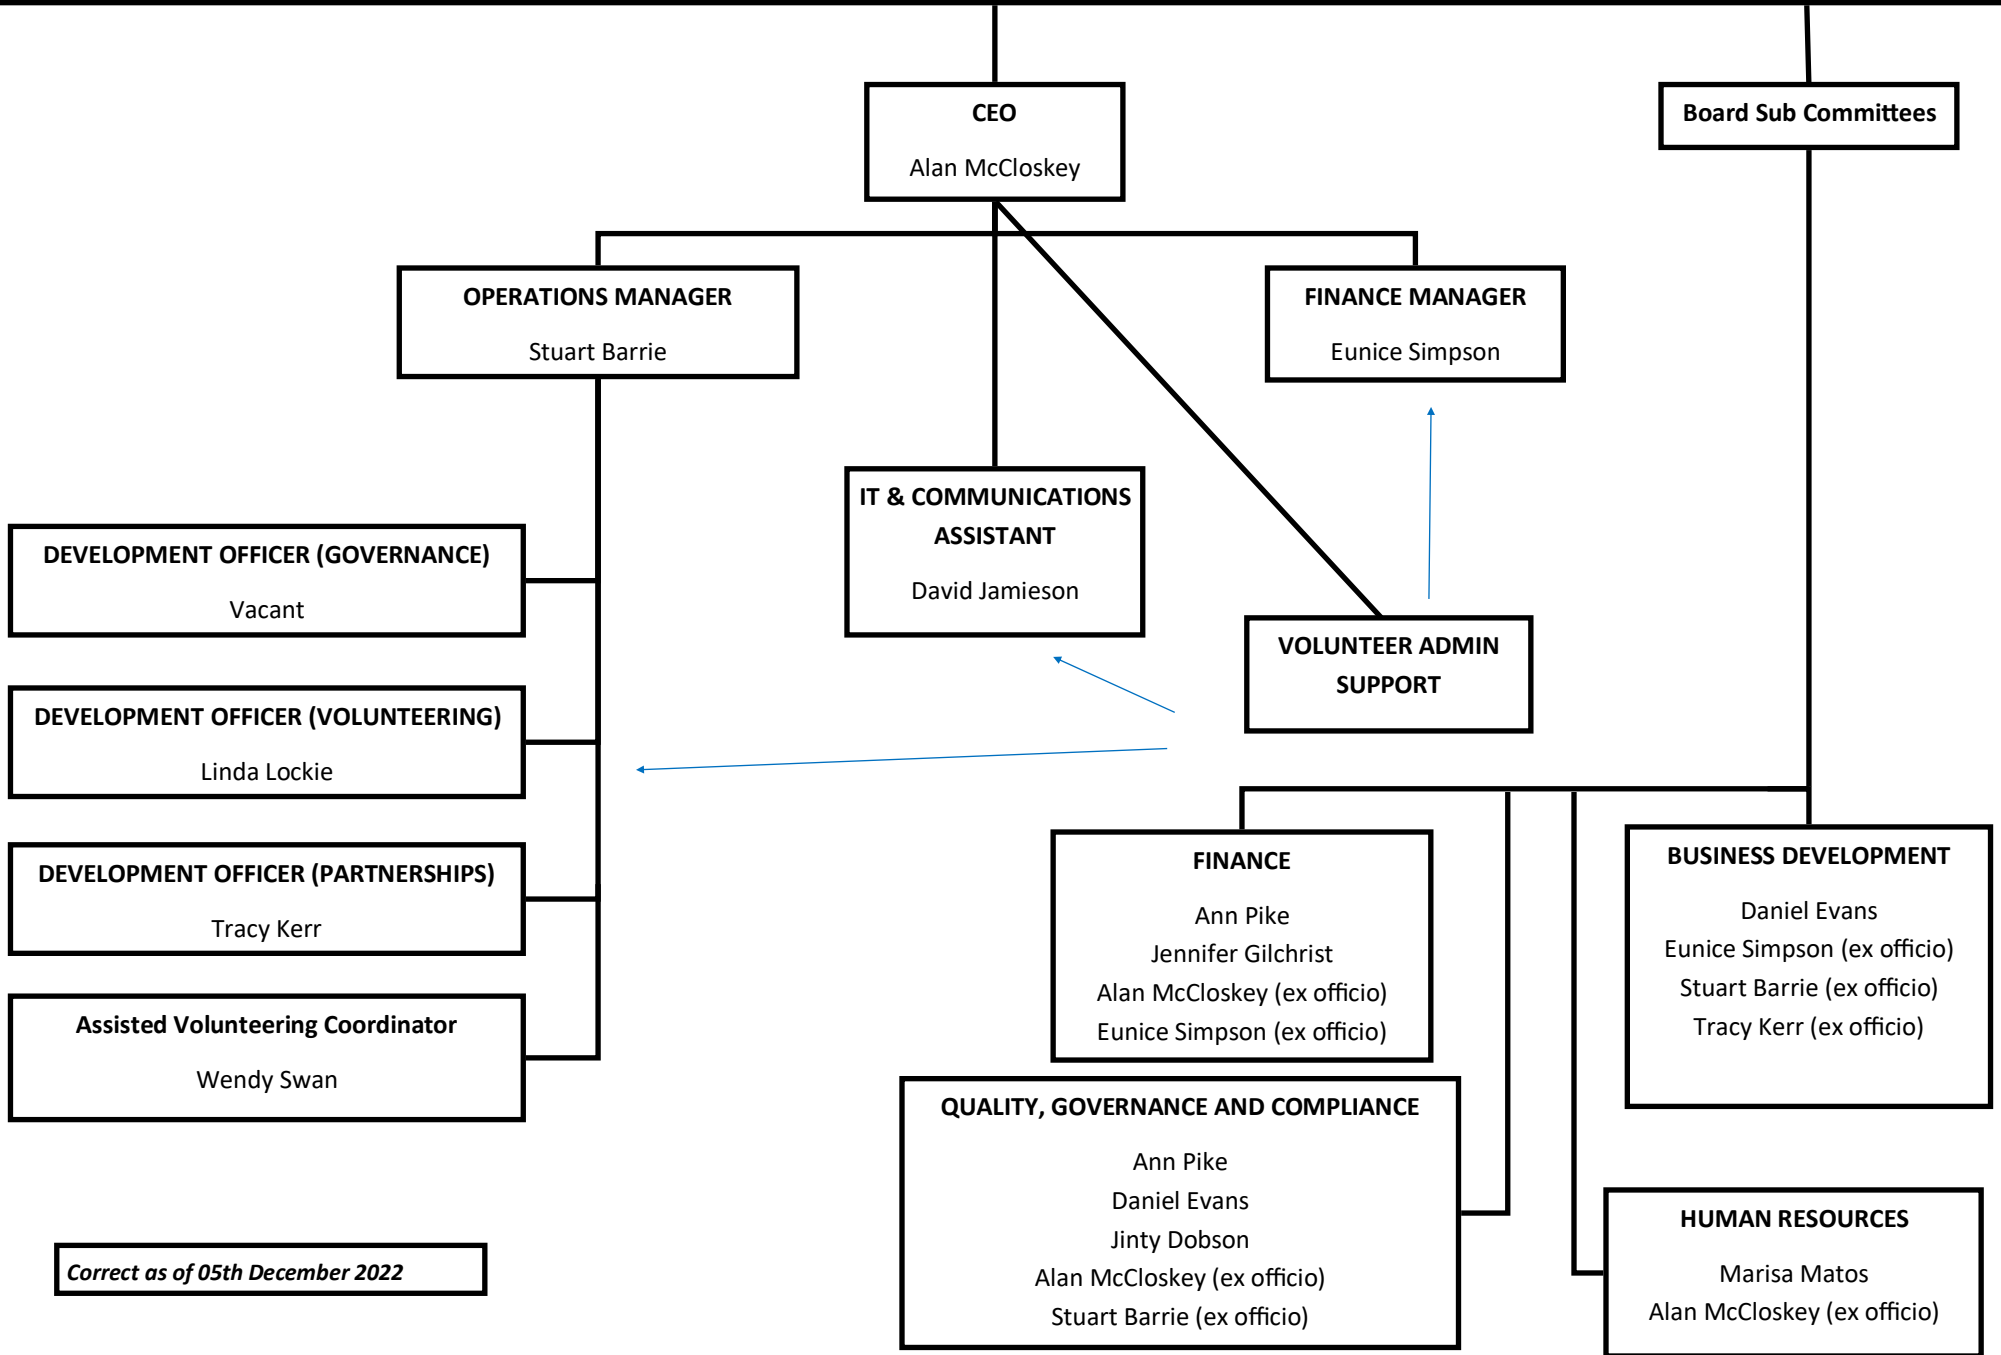 CEO
Alan McCloskey
Board Sub Committees
OPERATIONS MANAGER
Stuart Barrie
FINANCE MANAGER
Eunice Simpson
IT & COMMUNICATIONS
ASSISTANT
David Jamieson
DEVELOPMENT OFFICER (GOVERNANCE)
Vacant
VOLUNTEER ADMIN
SUPPORT
DEVELOPMENT OFFICER (VOLUNTEERING)
Linda Lockie
DEVELOPMENT OFFICER (PARTNERSHIPS)
Tracy Kerr
Assisted Volunteering Coordinator
Wendy Swan
FINANCE
Ann Pike
Jennifer Gilchrist
Alan McCloskey (ex officio)
Eunice Simpson (ex officio)
BUSINESS DEVELOPMENT
Daniel Evans
Eunice Simpson (ex officio)
Stuart Barrie (ex officio)
Tracy Kerr (ex officio)
QUALITY, GOVERNANCE AND COMPLIANCE
Ann Pike
Daniel Evans
Jinty Dobson
Alan McCloskey (ex officio)
Stuart Barrie (ex officio)
HUMAN RESOURCES
Marisa Matos
Alan McCloskey (ex officio)
Correct as of 05th December 2022